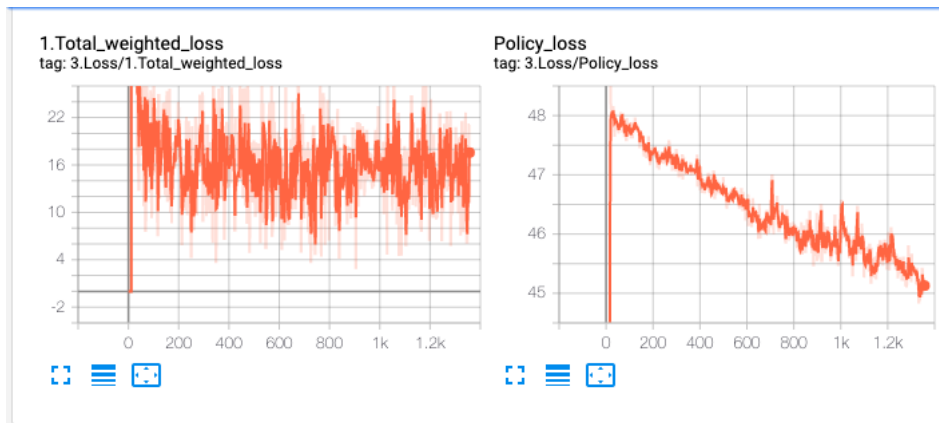 1.Total_weighted_loss
tag: 3.Loss/1.Total_weighted_loss
22
16
10
4
-2
0 200 400 600 800 1k 1.2k
Policy_loss
tag: 3.Loss/Policy_loss
48
47
46
45
0 200 400 600 800 1k 1.2k